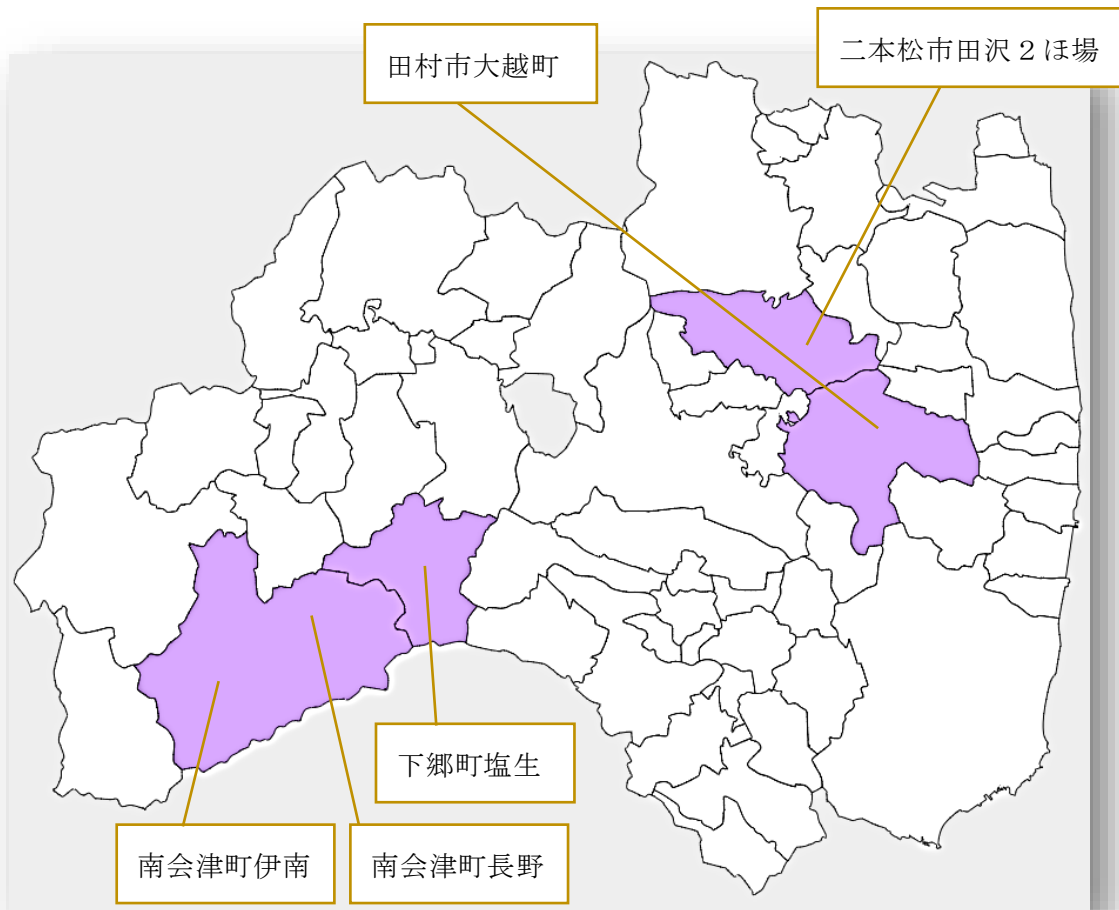 二本松市田沢２ほ場
田村市大越町
下郷町塩生
南会津町伊南
南会津町長野